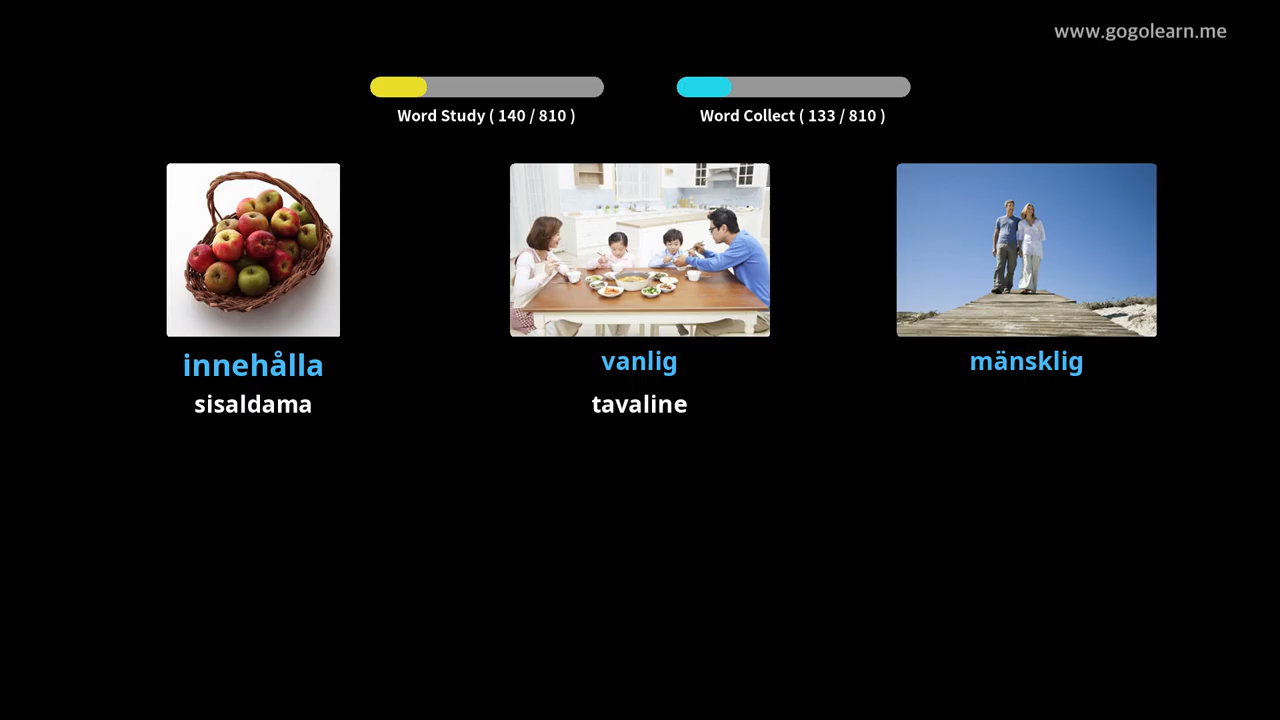 www.gogolearn.me
Word Study ( 140 / 810 )
Word Collect ( 133 / 810 )
innehålla
sisaldama
vanlig
tavaline
mänsklig